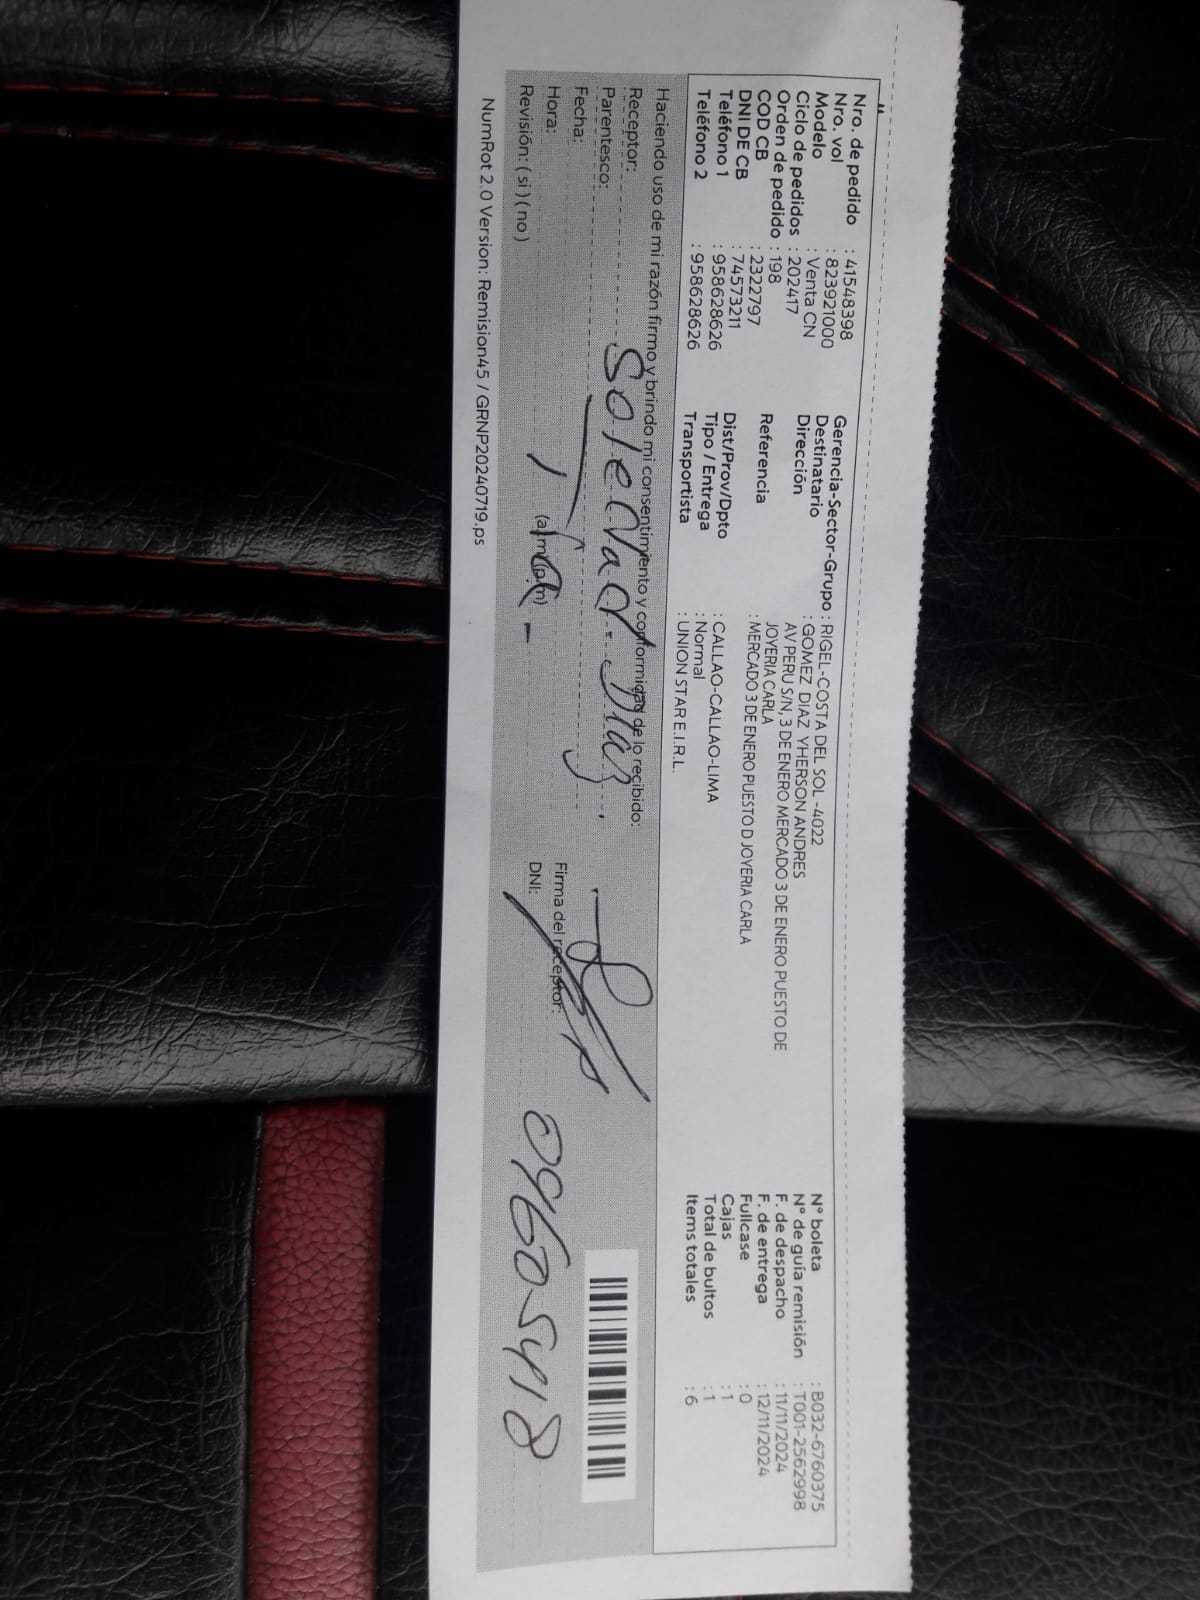 Nro. de pedido : 41548398
Nro. vol : 823921000
Modelo : Venta CN
Ciclo de pedidos : 202417
Orden de pedido : 198
COD CB : 2322797
DNI DE CB : 74573211
Teléfono 1 : 958628626
Teléfono 2 : 958628626
Gerencia-Sector-Grupo : RIGEL-COSTA DEL SOL -4022
Destinatario : GOMEZ DIAZ YHERSON ANDRES
Dirección : AV PERU S/N, 3 DE ENERO MERCADO 3 DE ENERO PUESTO DE
JOYERIA CARLA
Referencia : MERCADO 3 DE ENERO PUESTO D JOYERIA CARLA
Dist/Prov/Dpto : CALLAO-CALLAO-LIMA
Tipo / Entrega : Normal
Transportista : UNION STAR E.I.R.L.
N° boleta : B032-6760375
N° de guía remisión : T001-2562998
F. de despacho : 11/11/2024
F. de entrega : 12/11/2024
Fullcase : 0
Cajas : 1
Total de bultos : 1
Items totales : 6
Haciendo uso de mi razón firmo y brindo mi consentimiento y conformidad de lo recibido:
Receptor: Soledad Diaz
Parentesco:
Fecha:
Hora: (a.m)(p.m)
Revisión: ( si ) ( no )
Firma del receptor:
DNI: 09605418
NumRot 2.0 Version: Remision45 / GRNP20240719.ps